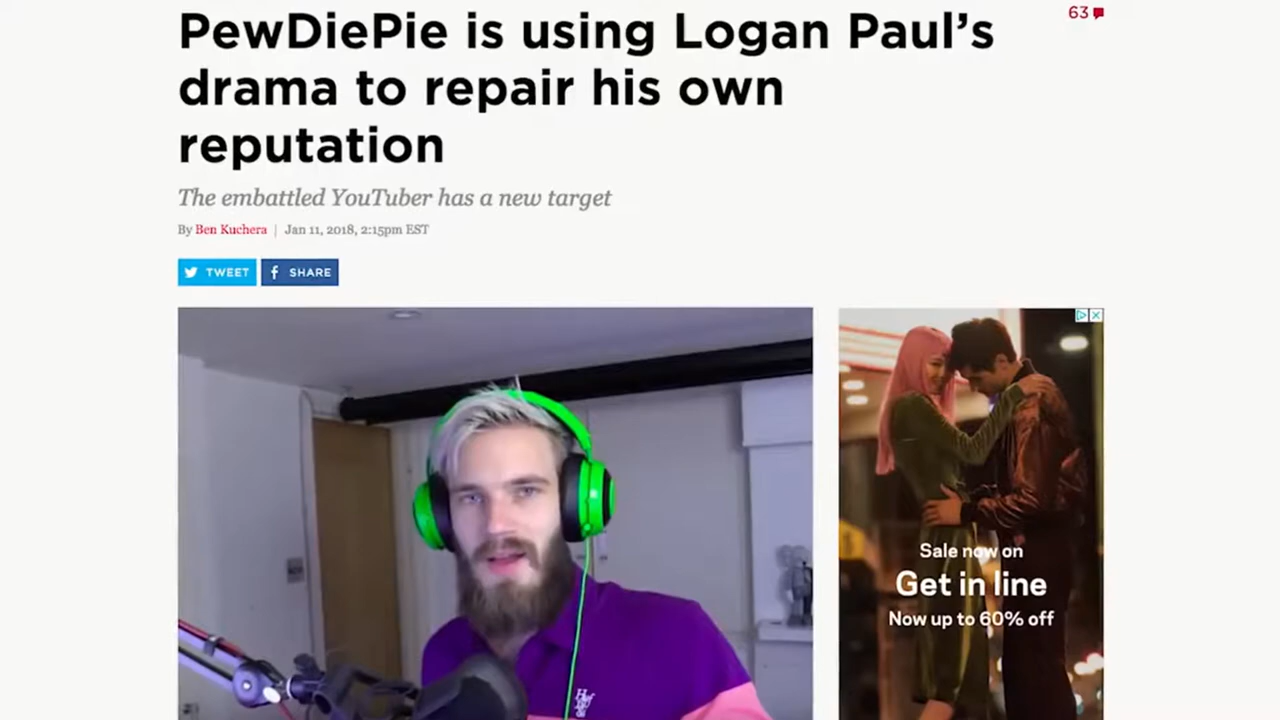 PewDiePie is using Logan Paul’s
63
drama to repair his own
reputation
The embattled YouTuber has a new target
By Ben Kuchera | Jan 11, 2018, 2:15pm EST
TWEET
SHARE
Sale now on
Get in line
Now up to 60% off